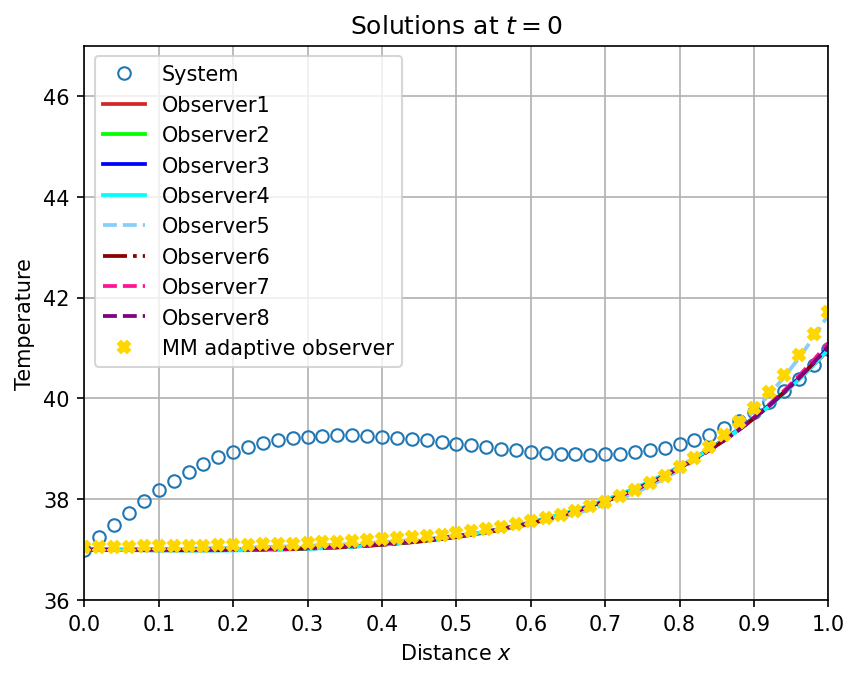 Solutions at t = 0
System
Observer1
Observer2
Observer3
Observer4
Observer5
Observer6
Observer7
Observer8
MM adaptive observer
Temperature
46
44
42
40
38
36
0.0 0.1 0.2 0.3 0.4 0.5 0.6 0.7 0.8 0.9 1.0
Distance x